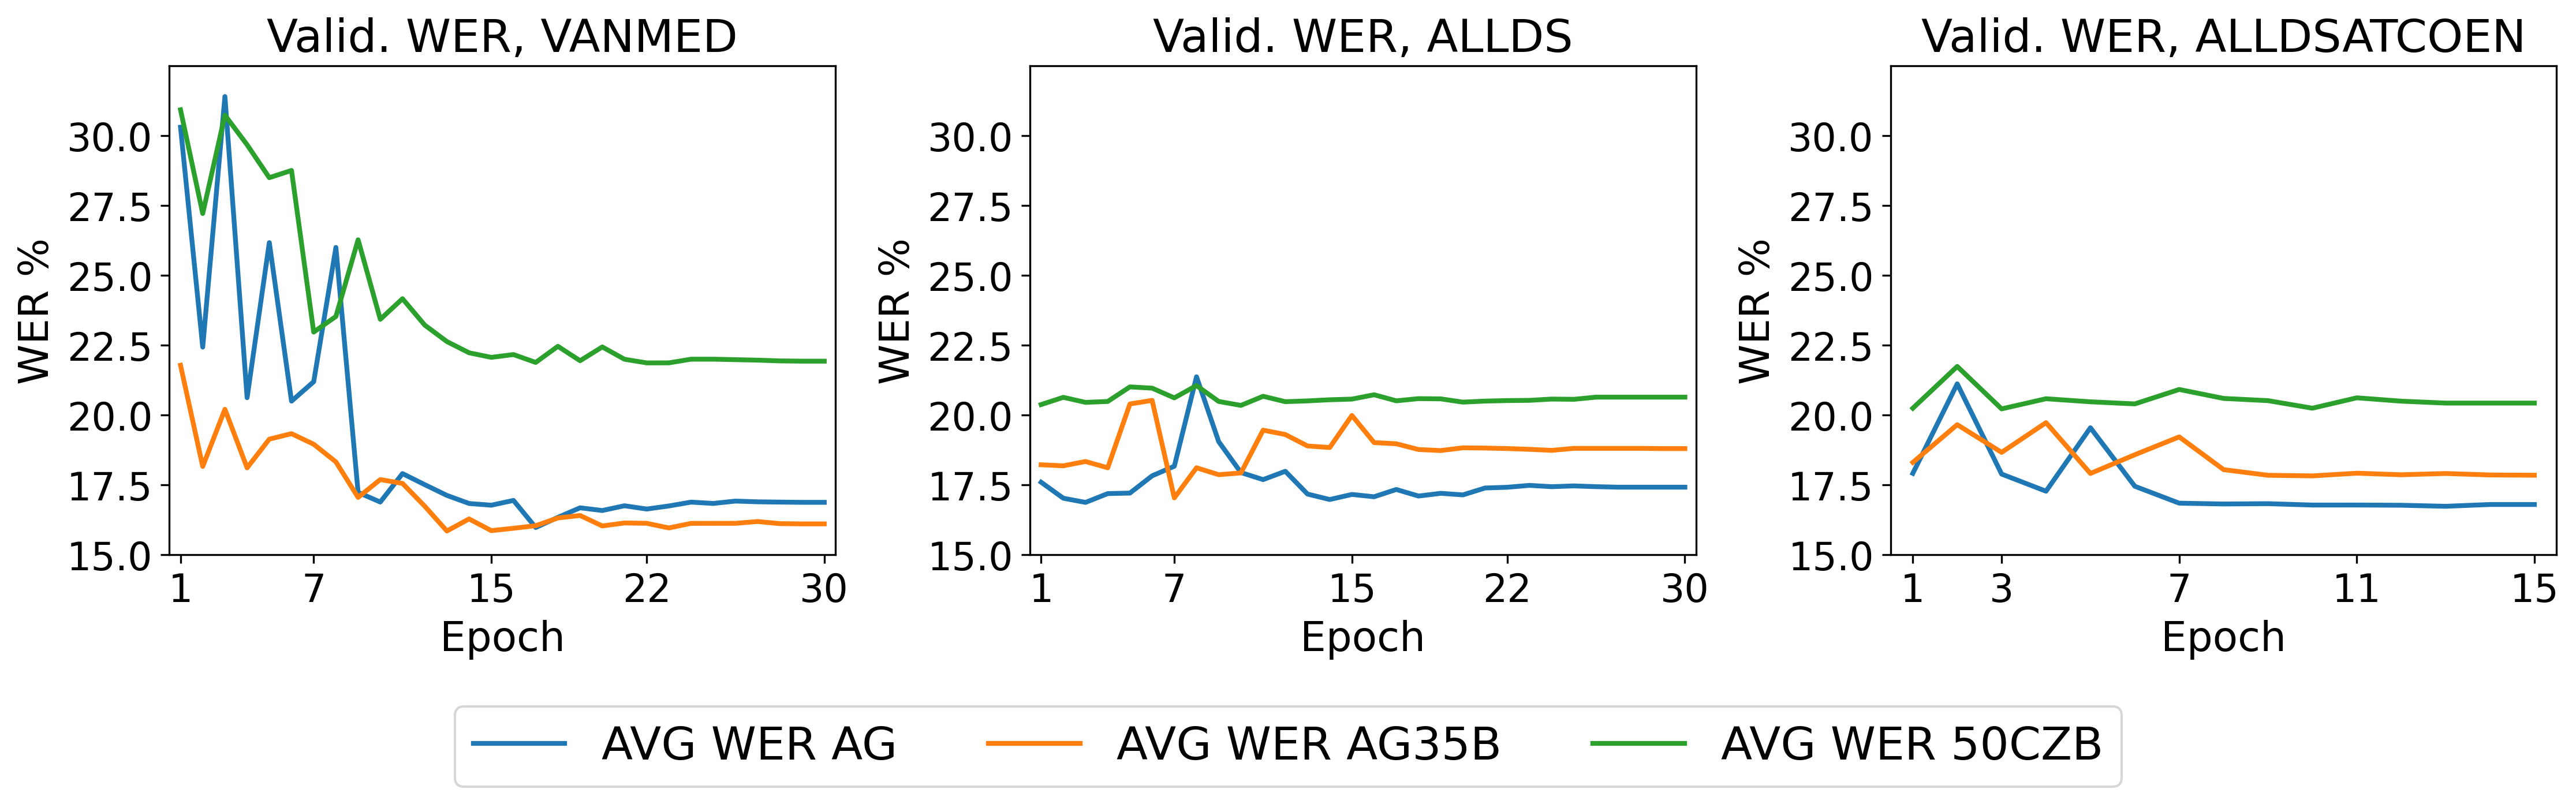 Valid. WER, VANMED
WER %
30.0
27.5
25.0
22.5
20.0
17.5
15.0
1 7 15 22 30
Epoch
Valid. WER, ALLDS
WER %
30.0
27.5
25.0
22.5
20.0
17.5
15.0
1 7 15 22 30
Epoch
Valid. WER, ALLDSATCOEN
WER %
30.0
27.5
25.0
22.5
20.0
17.5
15.0
1 3 7 11 15
Epoch
AVG WER AG AVG WER AG35B AVG WER 50CZB